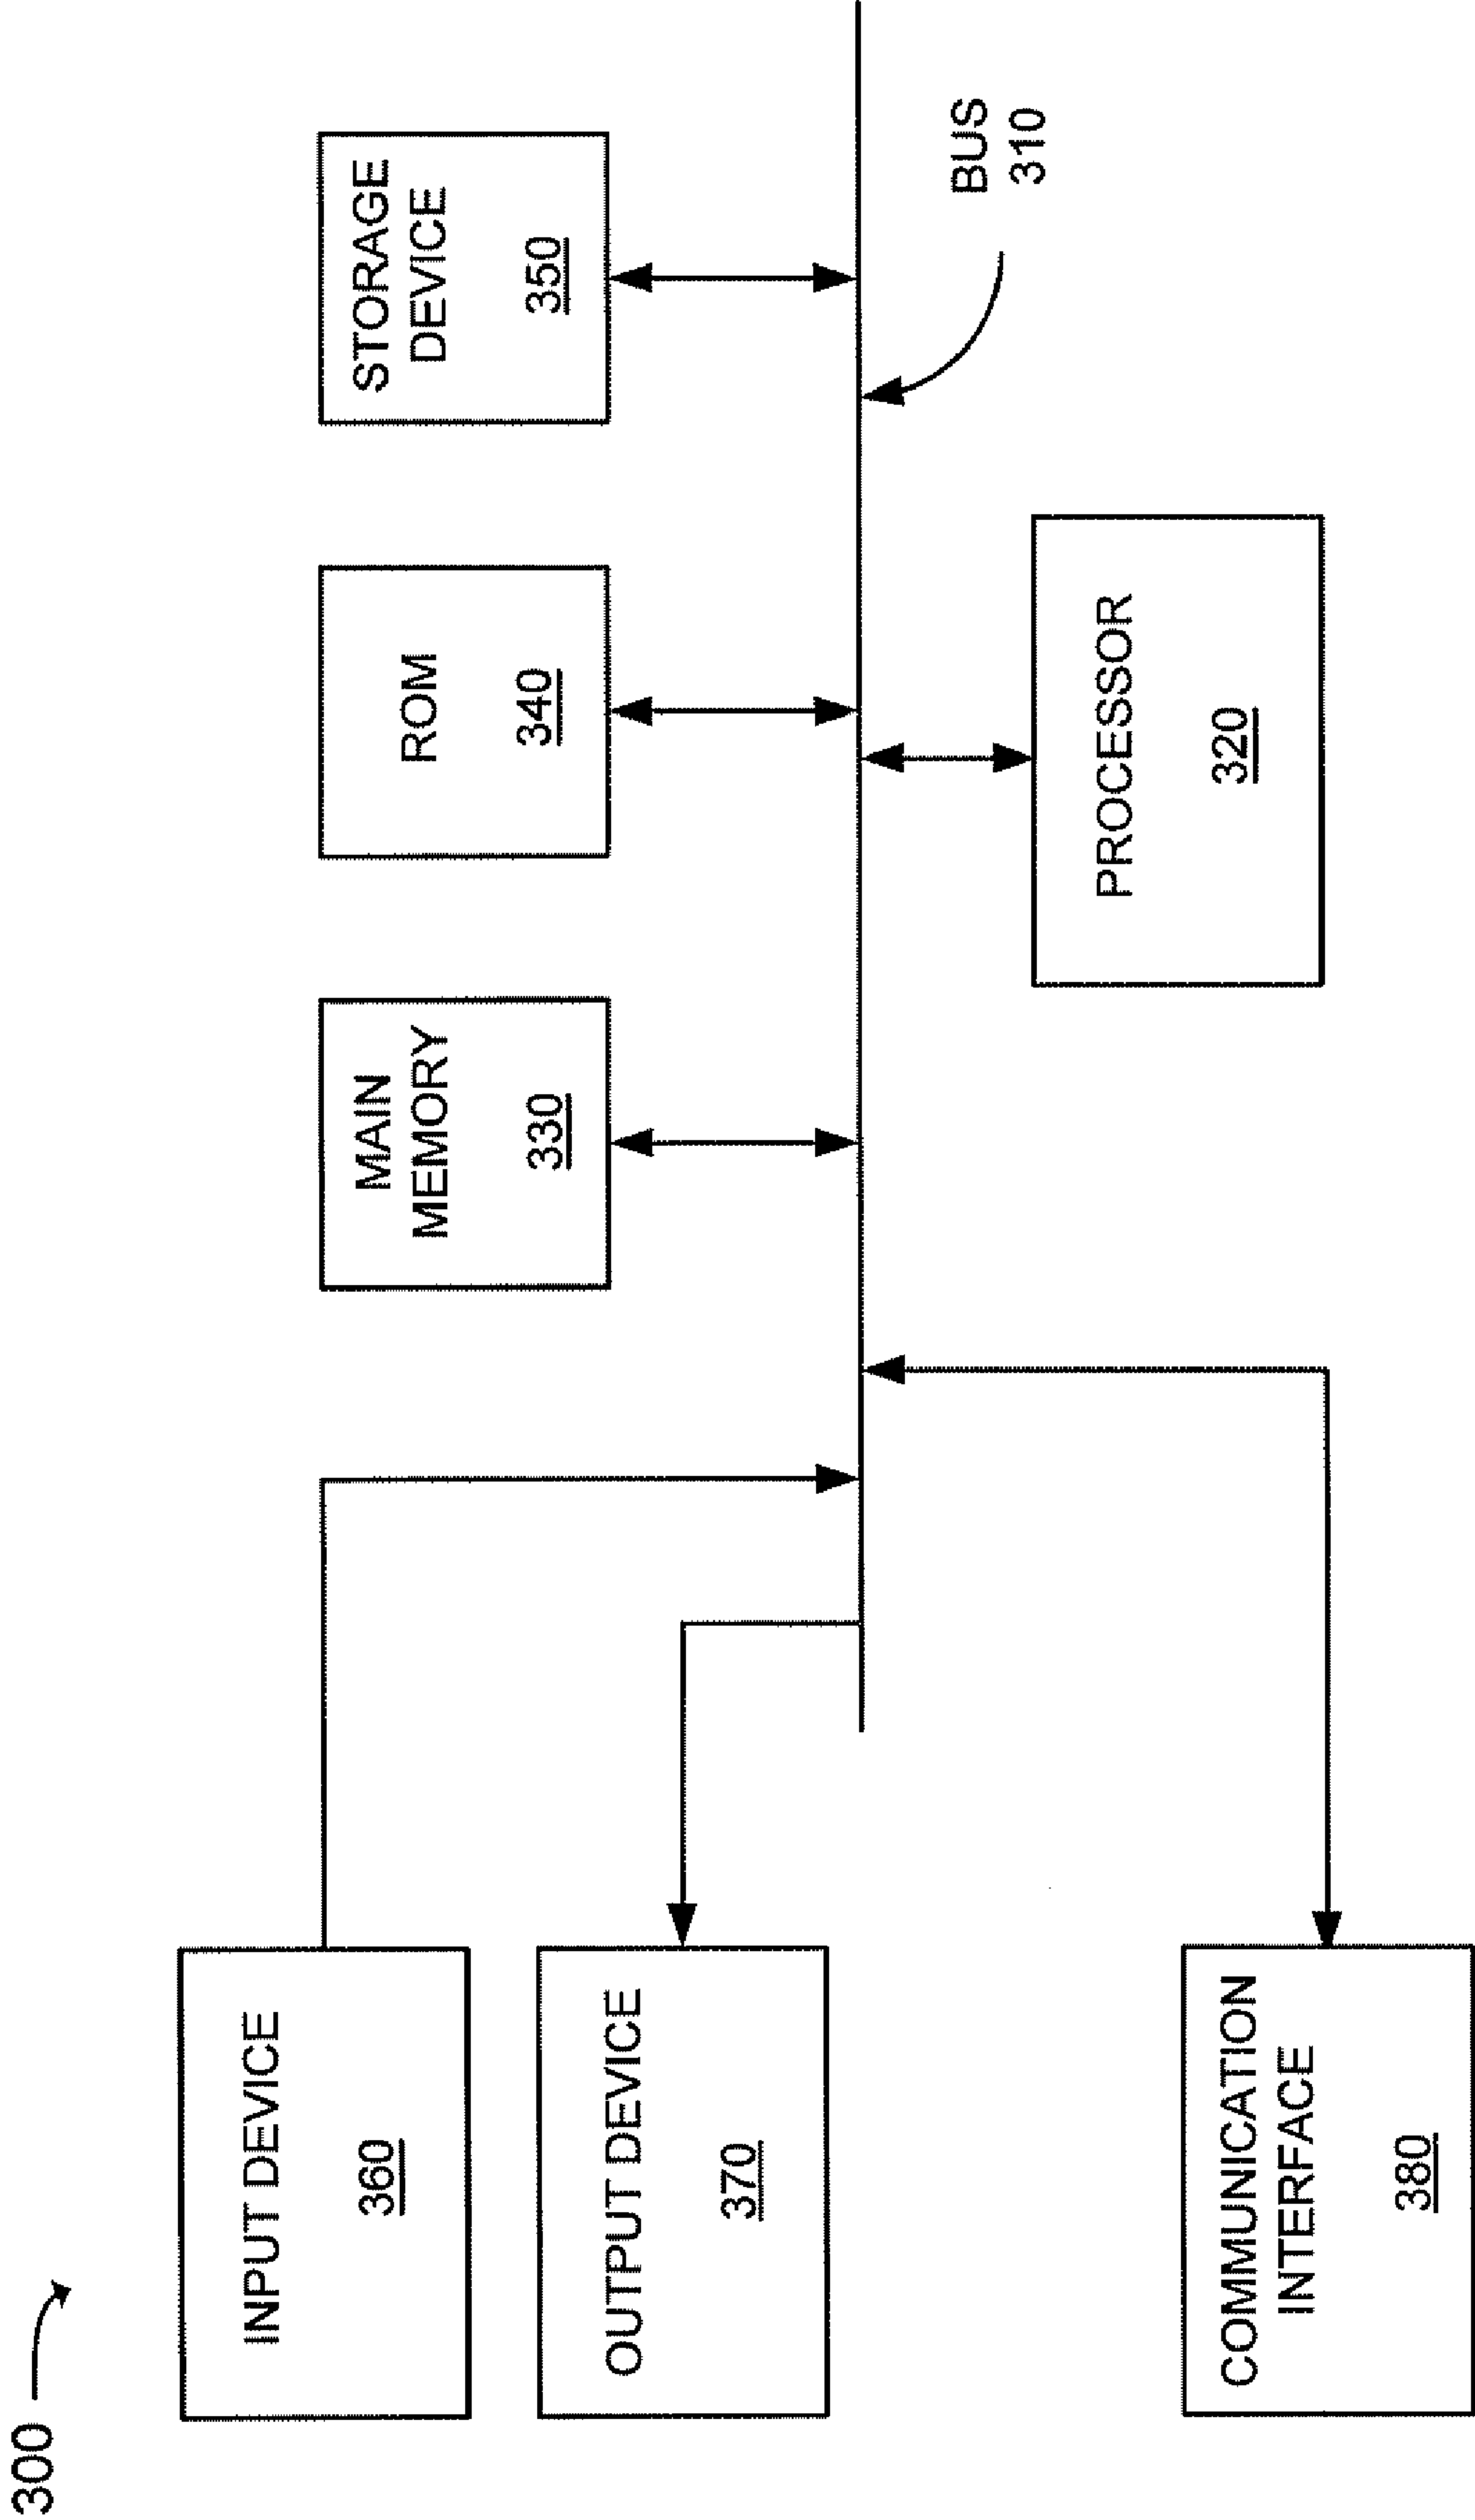 300
INPUT DEVICE
360
OUTPUT DEVICE
370
COMMUNICATION
INTERFACE
380
MAIN
MEMORY
330
ROM
340
STORAGE
DEVICE
350
PROCESSOR
320
BUS
310